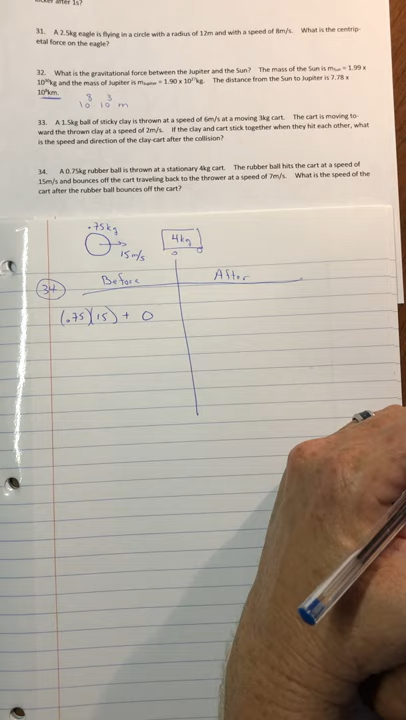 after 1s?
31. A 2.5kg eagle is flying in a circle with a radius of 12m and with a speed of 8m/s. What is the centrip-
etal force on the eagle?
32. What is the gravitational force between the Jupiter and the Sun? The mass of the Sun is mₛᵤₙ = 1.99 x
10³⁰kg and the mass of Jupiter is = 1.90 x 10²⁷kg. The distance from the Sun to Jupiter is 7.78 x
10⁸km.
10⁸ 10³ m
33. A 1.5kg ball of sticky clay is thrown at a speed of 6m/s at a moving 3kg cart. The cart is moving to-
ward the thrown clay at a speed of 2m/s. If the clay and cart stick together when they hit each other, what
is the speed and direction of the clay-cart after the collision?
34. A 0.75kg rubber ball is thrown at a stationary 4kg cart. The rubber ball hits the cart at a speed of
15m/s and bounces off the cart traveling back to the thrower at a speed of 7m/s. What is the speed of the
cart after the rubber ball bounces off the cart?
.75kg
4kg
15 m/s
34 Before After
(.75)(15) + 0